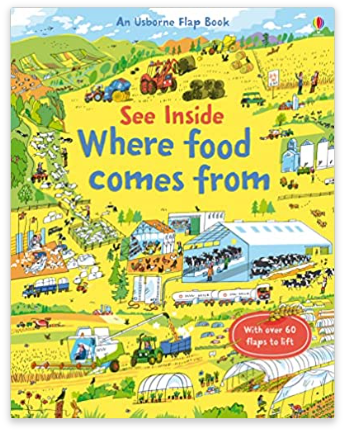 An Usborne Flap Book
See Inside
Where food
comes from
With over 60
flaps to lift